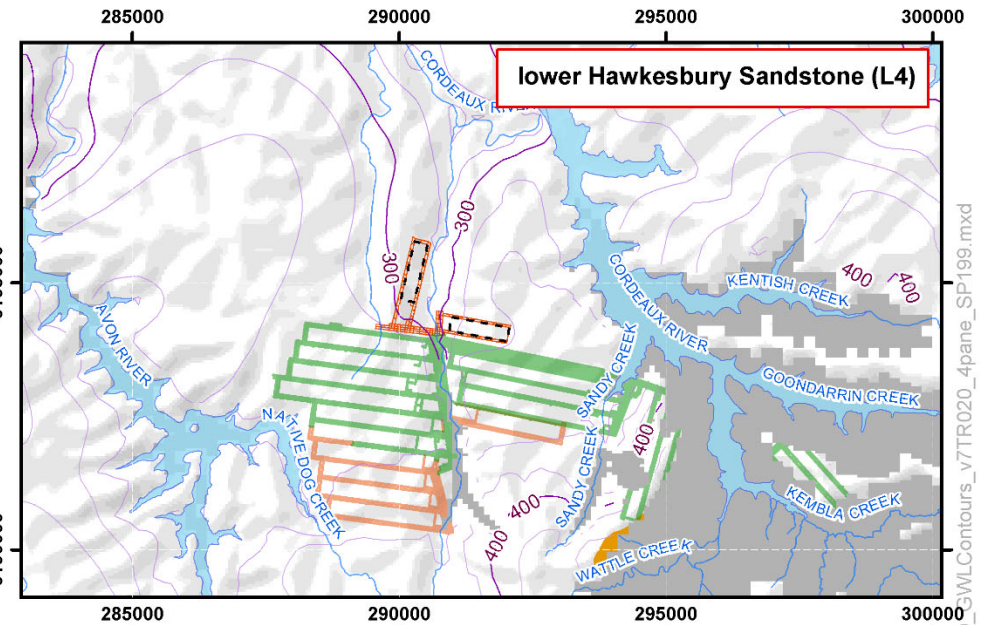 285000 290000 295000 300000
lower Hawkesbury Sandstone (L4)
CORDEAUX RIVER
300
300
CORDEAUX RIVER
KENTISH CREEK
400
400
AVON RIVER
SANDY CREEK
GOONDARRIN CREEK
NATIVE DOG CREEK
SANDY CREEK
400
KEMBLA CREEK
400
400
WATTLE CREEK
285000 290000 295000 300000
_GWLContours_v7TR020_4pane_SP199.mxd